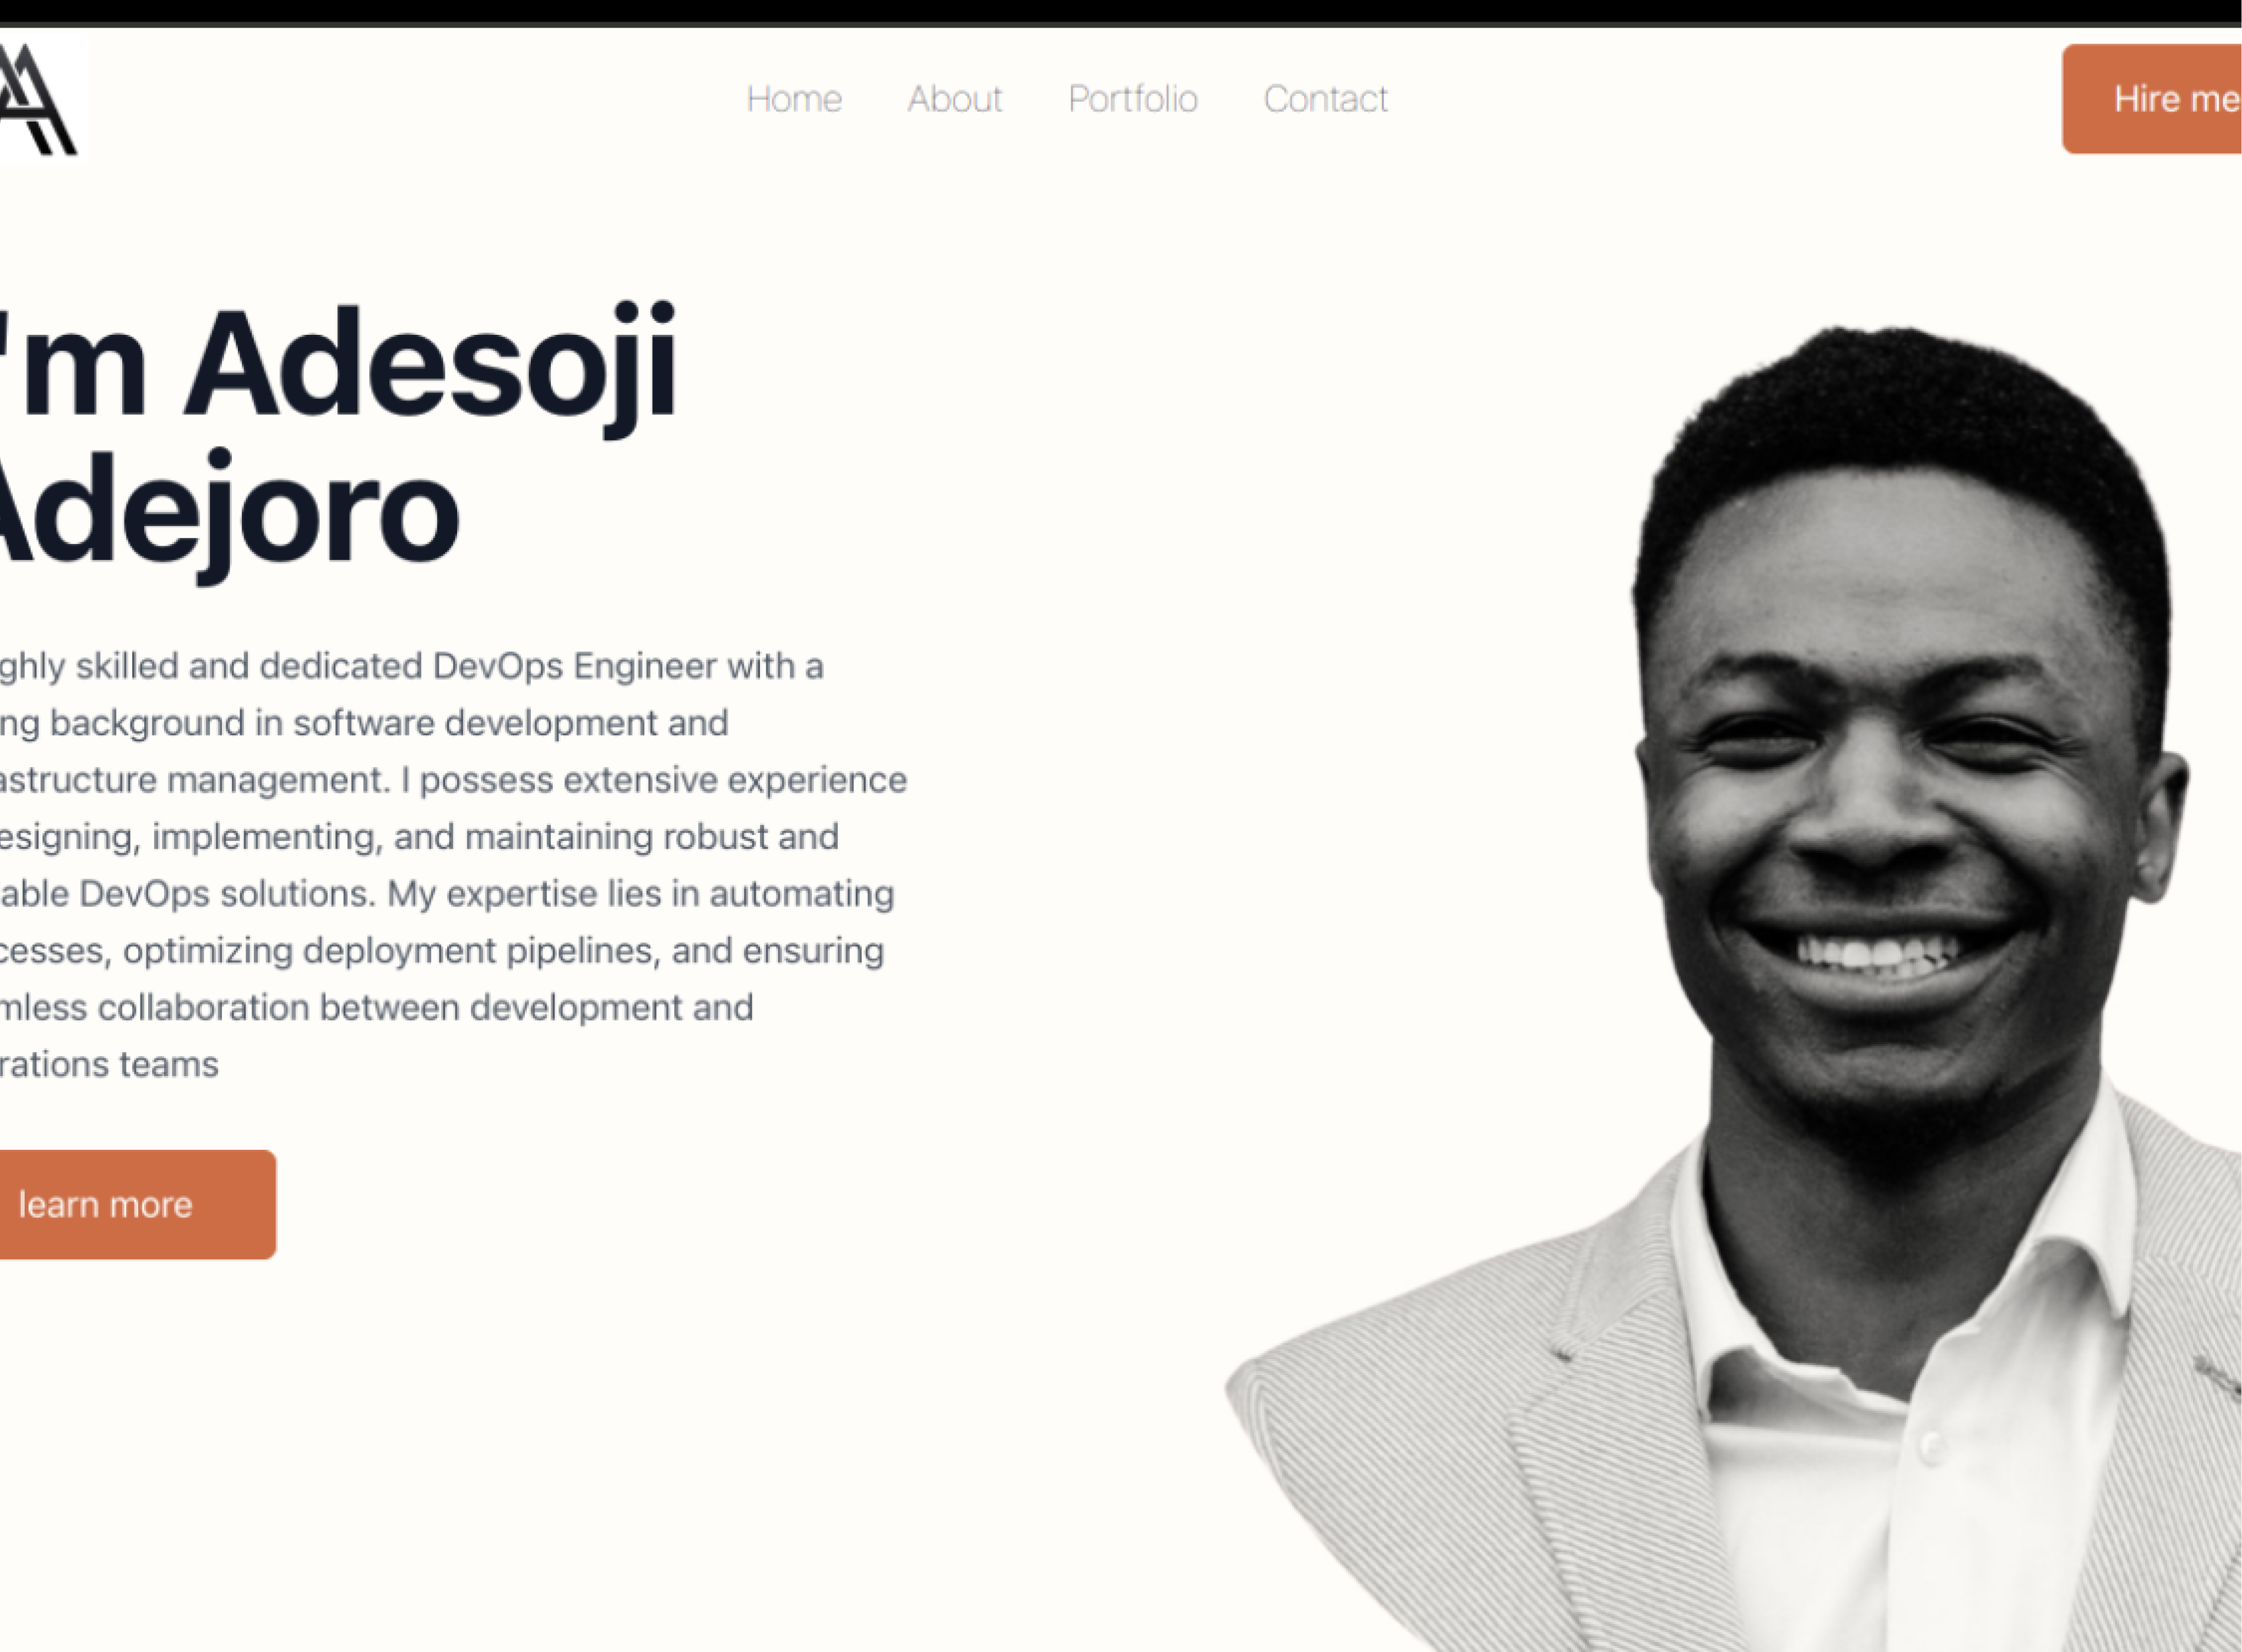 Home About Portfolio Contact Hire me
'm Adesoji
Adejoro
ghly skilled and dedicated DevOps Engineer with a
ng background in software development and
astructure management. I possess extensive experience
esigning, implementing, and maintaining robust and
able DevOps solutions. My expertise lies in automating
cesses, optimizing deployment pipelines, and ensuring
mless collaboration between development and
rations teams
learn more